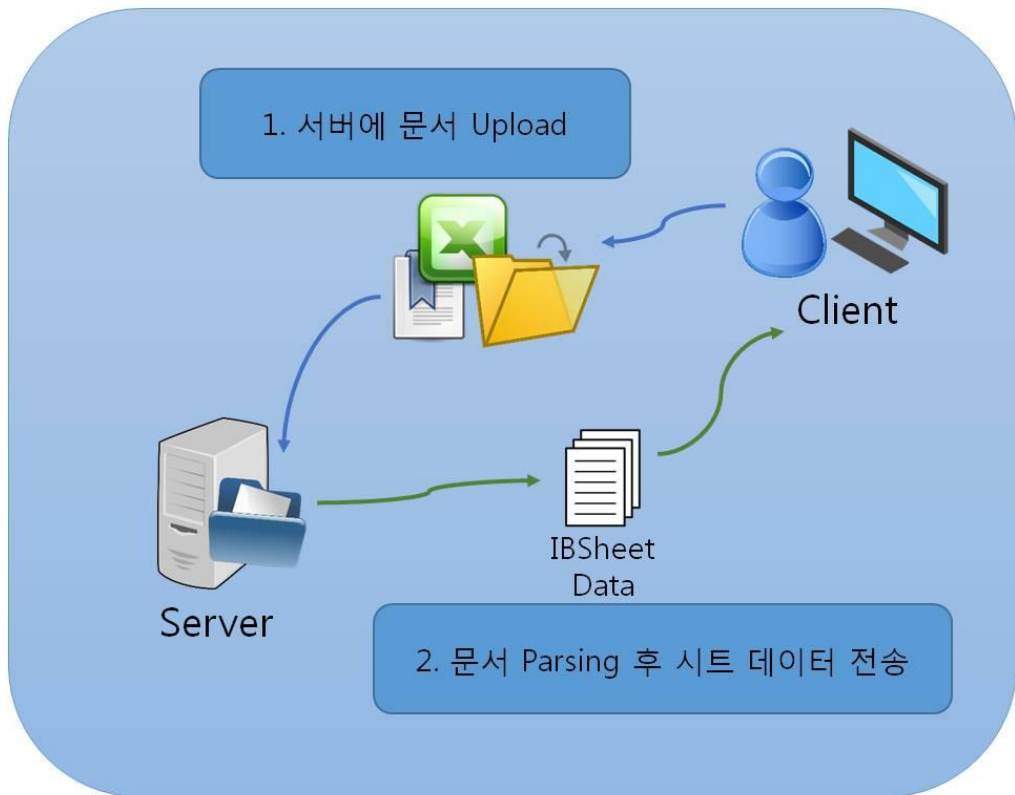 1. 서버에 문서 Upload
Client
IBSheet
Data
Server
2. 문서 Parsing 후 시트 데이터 전송